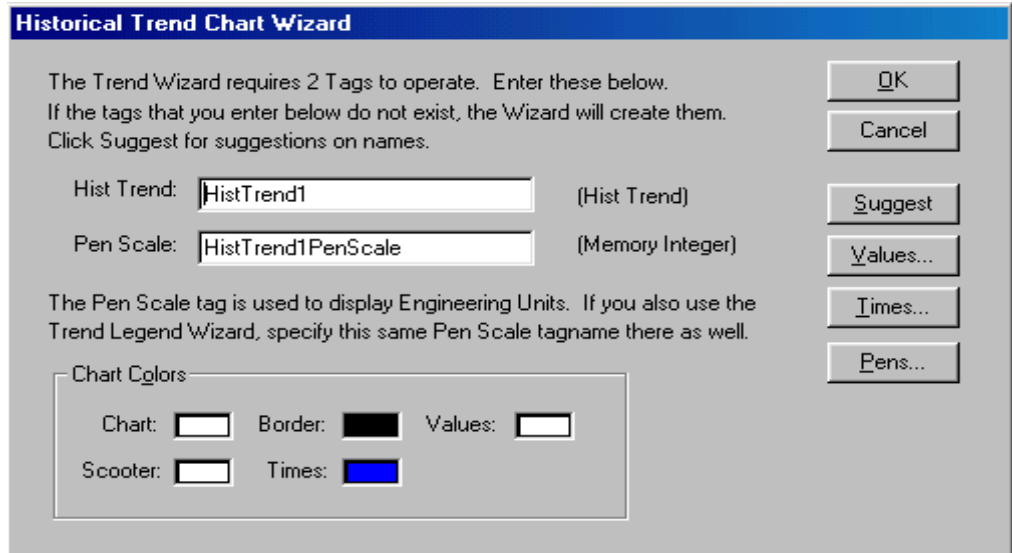 Historical Trend Chart Wizard
The Trend Wizard requires 2 Tags to operate. Enter these below.
If the tags that you enter below do not exist, the Wizard will create them.
Click Suggest for suggestions on names.
OK
Cancel
Hist Trend: HistTrend1 (Hist Trend)
Suggest
Pen Scale: HistTrend1PenScale (Memory Integer)
Values...
The Pen Scale tag is used to display Engineering Units. If you also use the
Trend Legend Wizard, specify this same Pen Scale tagname there as well.
Times...
Pens...
Chart Colors
Chart: Border: Values:
Scooter: Times: